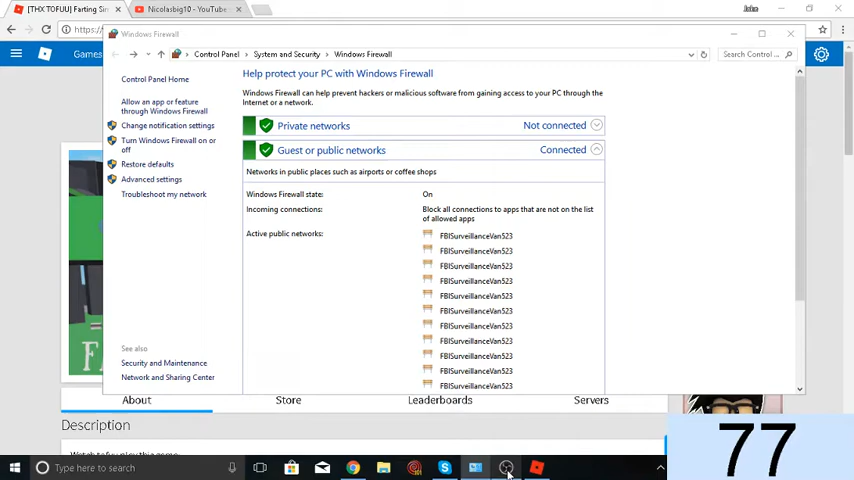 [THX TOFUU] Farting Sim
Nicolasbig10 - YouTube
Jake
https://
Games
Windows Firewall
Control Panel > System and Security > Windows Firewall
Search Control...
Control Panel Home
Allow an app or feature
through Windows Firewall
Change notification settings
Turn Windows Firewall on or
off
Restore defaults
Advanced settings
Troubleshoot my network
See also
Security and Maintenance
Network and Sharing Center
Help protect your PC with Windows Firewall
Windows Firewall can help prevent hackers or malicious software from gaining access to your PC through the
Internet or a network.
Private networks
Not connected
Guest or public networks
Connected
Networks in public places such as airports or coffee shops
Windows Firewall state:
On
Incoming connections:
Block all connections to apps that are not on the list
of allowed apps
Active public networks:
FBISurveillanceVan523
FBISurveillanceVan523
FBISurveillanceVan523
FBISurveillanceVan523
FBISurveillanceVan523
FBISurveillanceVan523
FBISurveillanceVan523
FBISurveillanceVan523
FBISurveillanceVan523
FBISurveillanceVan523
FBISurveillanceVan523
About
Store
Leaderboards
Servers
Description
77
Type here to search